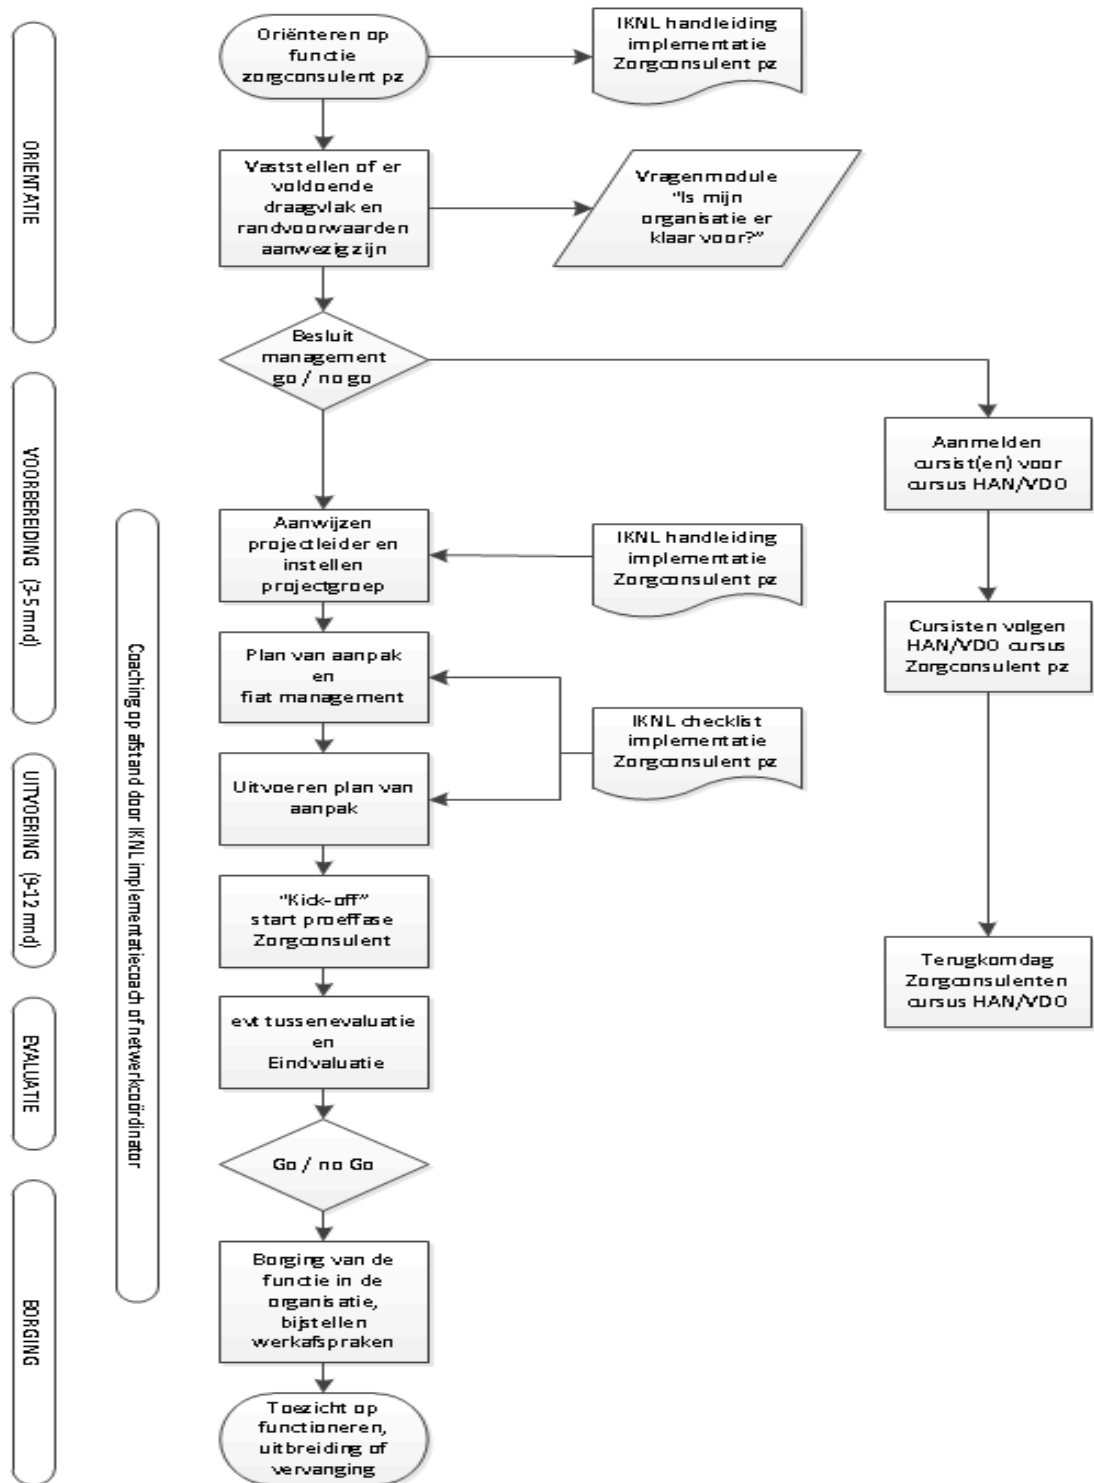 Oriënteren op
functie
zorgconsulent pz
IKNL handleiding
implementatie
Zorgconsulent pz
ORIENTATIE
Vaststellen of er
voldoende
draagvlak en
randvoorwaarden
aanwezig zijn
Vragenmodule
"Is mijn
organisatie er
klaar voor?"
Besluit
management
go / no go
VOORBEREIDING (3-5 mnd)
Aanmelden
cursist(en) voor
cursus HAN/VDO
Coaching op afstand door IKNL implementatiecoach of netwerkcoördinator
Aanwijzen
projectleider en
instellen
projectgroep
IKNL handleiding
implementatie
Zorgconsulent pz
Cursisten volgen
HAN/VDO cursus
Zorgconsulent pz
Plan van aanpak
en
fiat management
IKNL checklist
implementatie
Zorgconsulent pz
UITVOERING (9-12 mnd)
Uitvoeren plan van
aanpak
"Kick-off"
start proeffase
Zorgconsulent
Terugkomdag
Zorgconsulenten
cursus HAN/VDO
EVALUATIE
evt tussenevaluatie
en
Eindvaluatie
Go / no Go
BORGING
Borging van de
functie in de
organisatie,
bijstellen
werkafspraken
Toezicht op
functioneren,
uitbreiding of
vervanging